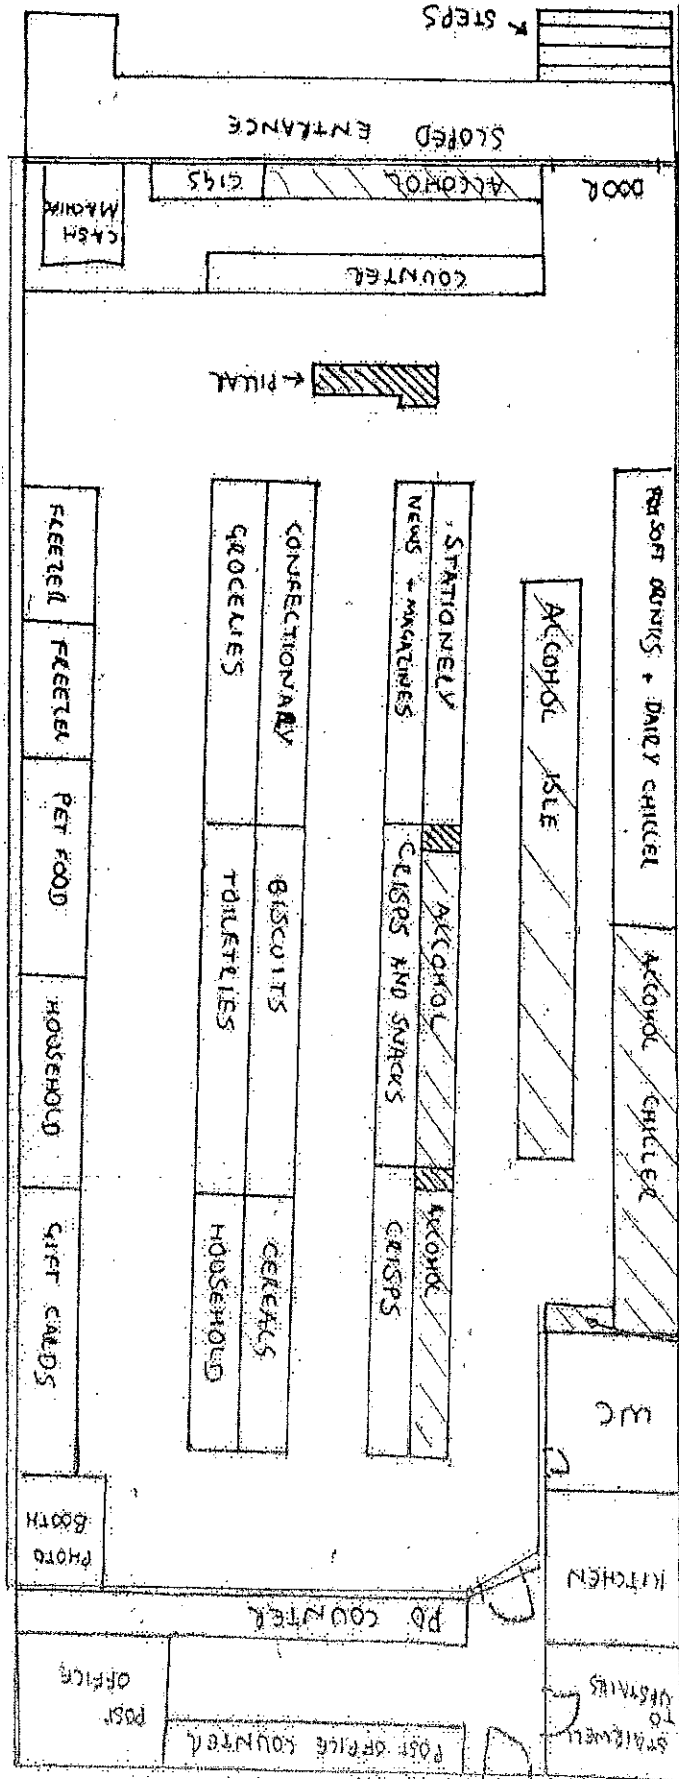 STEPS
SLOPED ENTRANCE
DOOR
ALCOHOL
CIGS
CASH
MACHINE
COUNTER
PILLAR
FREEZER
FREEZER
PET FOOD
HOUSEHOLD
GIFT CARDS
GROCERIES
TOILETRIES
HOUSEHOLD
CONFECTIONARY
BISCUITS
CEREALS
NEWS + MAGAZINES
CRISPS AND SNACKS
CRISPS
STATIONELY
ALCOHOL
ALCOHOL
ALCOHOL ISLE
SOFT DRINKS + DAIRY CHILLER
ALCOHOL CHILLER
WC
KITCHEN
STAIRWELL
TO
UPSTAIRS
PHOTO
BOOTH
PO COUNTER
POST
OFFICE
POST OFFICE COUNTER